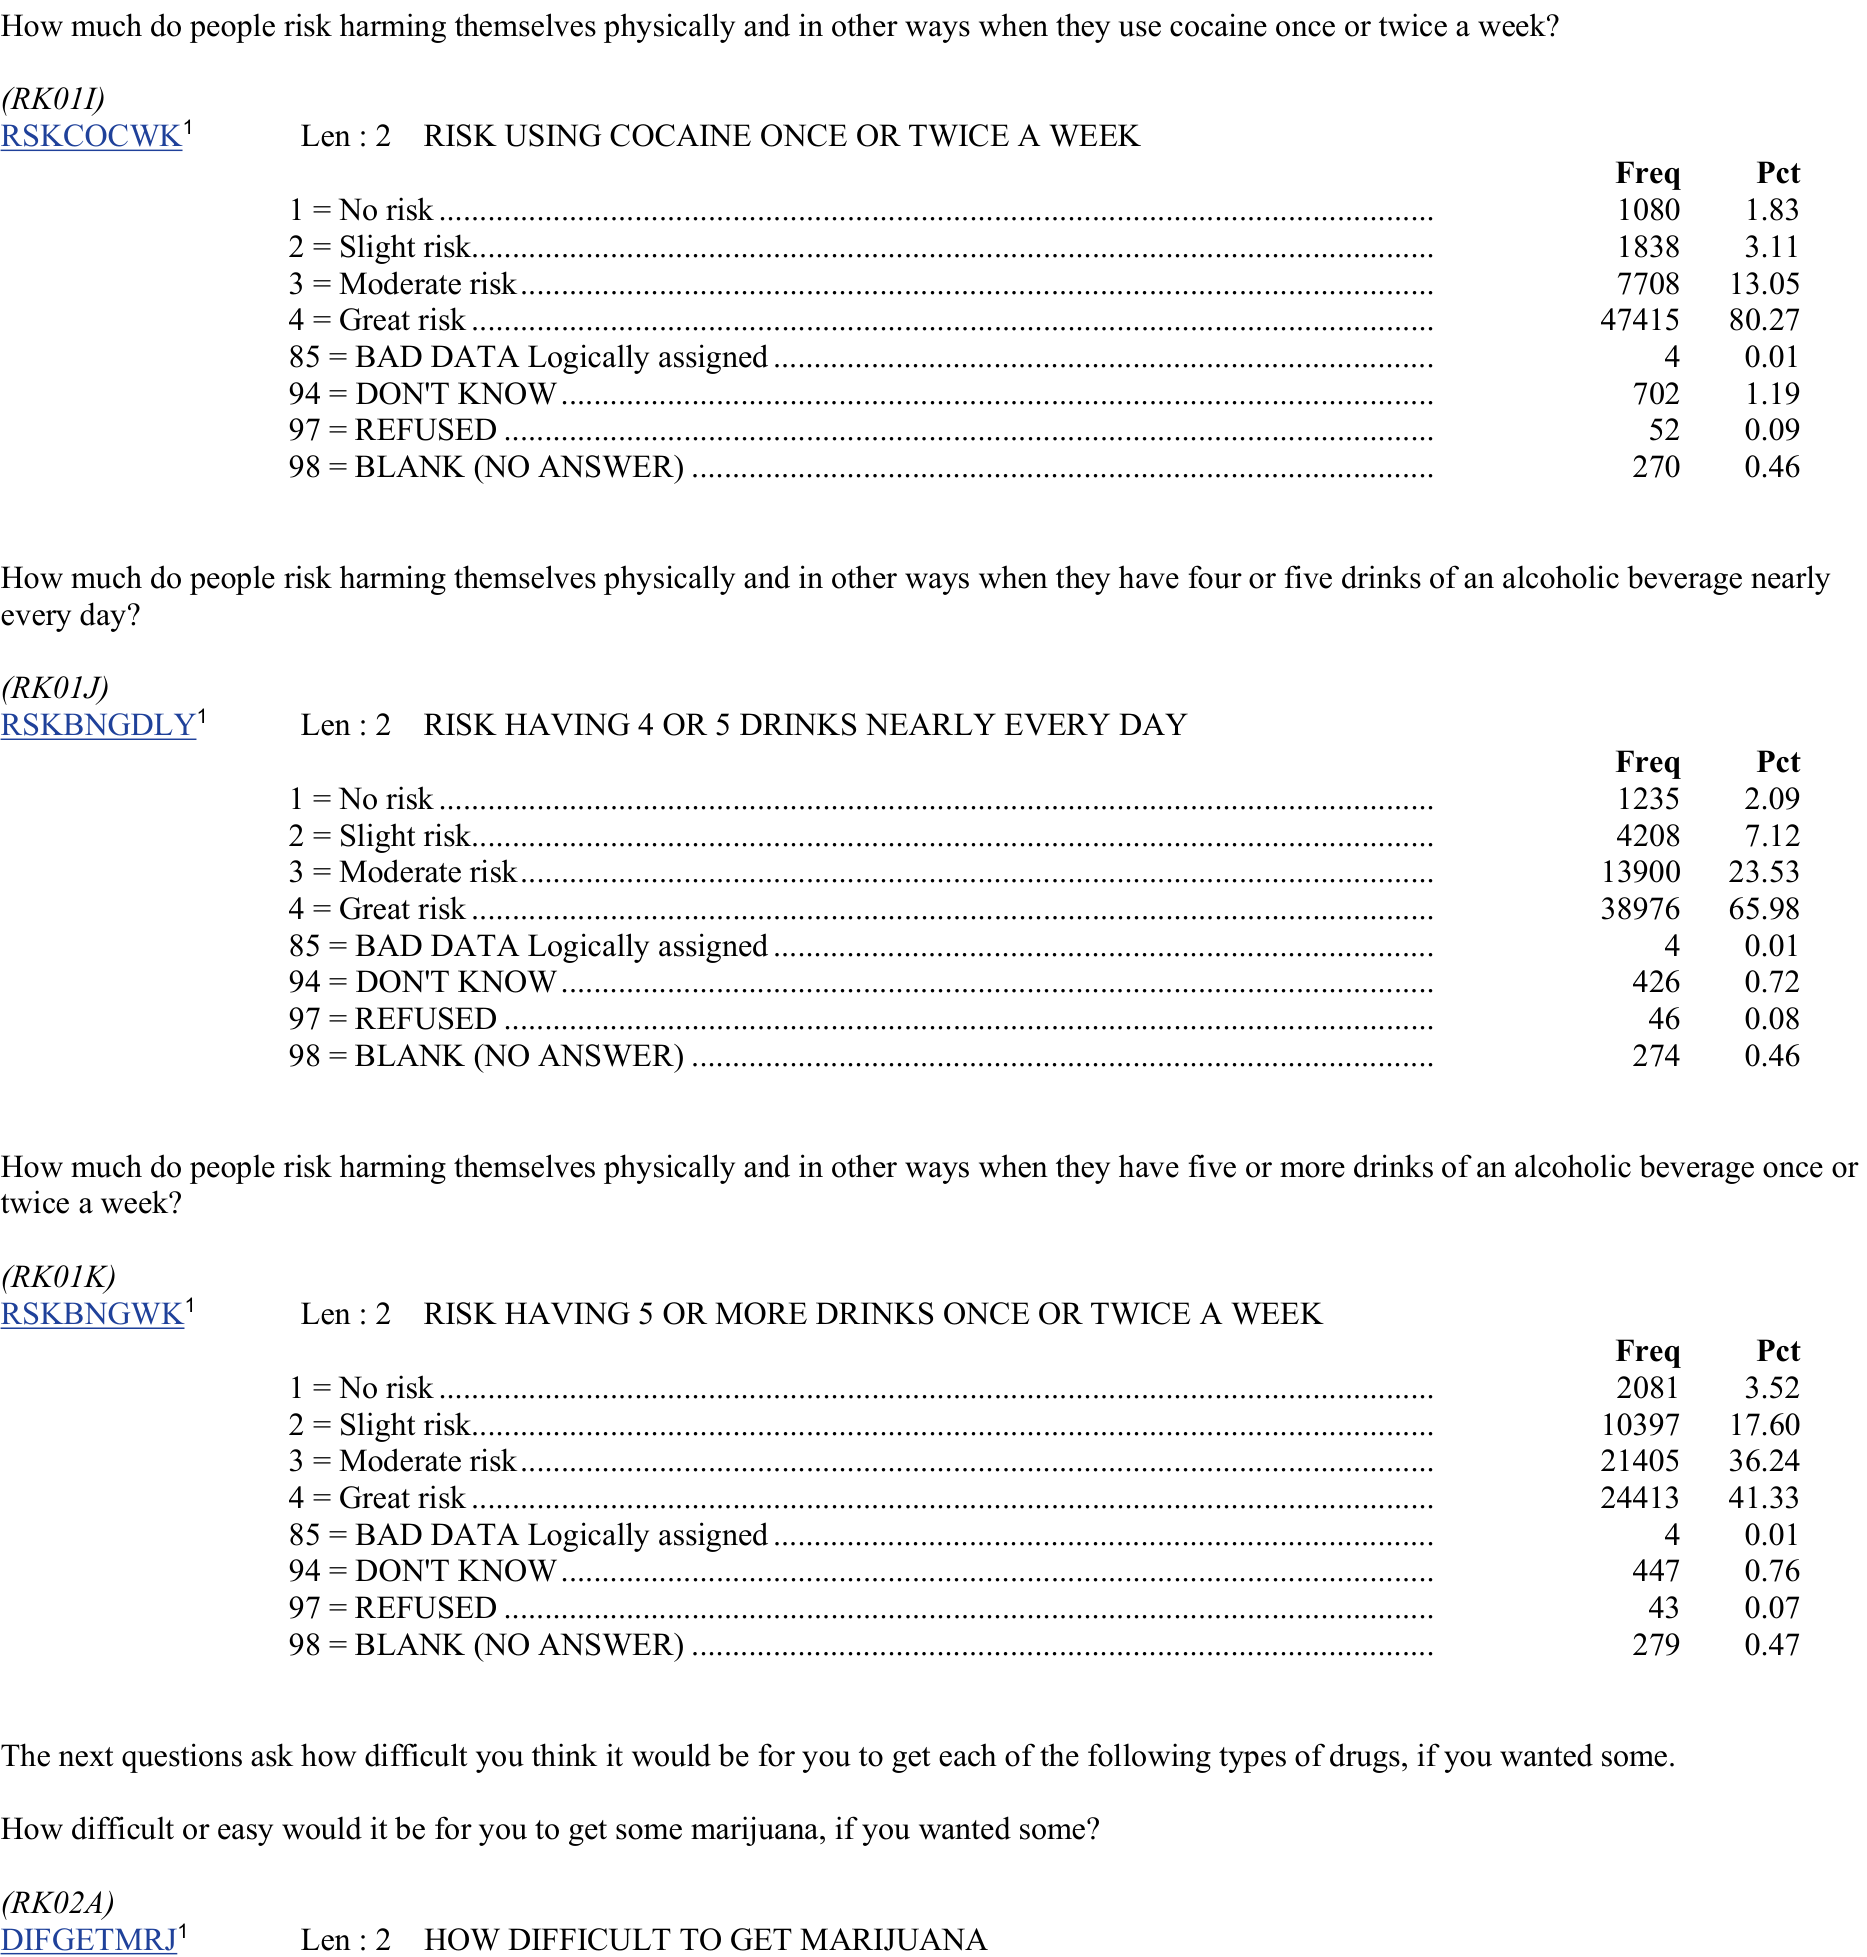 How much do people risk harming themselves physically and in other ways when they use cocaine once or twice a week?
(RK01I)
RSKCOCWK1 Len : 2 RISK USING COCAINE ONCE OR TWICE A WEEK
Freq Pct
1 = No risk 1080 1.83
2 = Slight risk 1838 3.11
3 = Moderate risk 7708 13.05
4 = Great risk 47415 80.27
85 = BAD DATA Logically assigned 4 0.01
94 = DON'T KNOW 702 1.19
97 = REFUSED 52 0.09
98 = BLANK (NO ANSWER) 270 0.46
How much do people risk harming themselves physically and in other ways when they have four or five drinks of an alcoholic beverage nearly
every day?
(RK01J)
RSKBNGDLY1 Len : 2 RISK HAVING 4 OR 5 DRINKS NEARLY EVERY DAY
Freq Pct
1 = No risk 1235 2.09
2 = Slight risk 4208 7.12
3 = Moderate risk 13900 23.53
4 = Great risk 38976 65.98
85 = BAD DATA Logically assigned 4 0.01
94 = DON'T KNOW 426 0.72
97 = REFUSED 46 0.08
98 = BLANK (NO ANSWER) 274 0.46
How much do people risk harming themselves physically and in other ways when they have five or more drinks of an alcoholic beverage once or
twice a week?
(RK01K)
RSKBNGWK1 Len : 2 RISK HAVING 5 OR MORE DRINKS ONCE OR TWICE A WEEK
Freq Pct
1 = No risk 2081 3.52
2 = Slight risk 10397 17.60
3 = Moderate risk 21405 36.24
4 = Great risk 24413 41.33
85 = BAD DATA Logically assigned 4 0.01
94 = DON'T KNOW 447 0.76
97 = REFUSED 43 0.07
98 = BLANK (NO ANSWER) 279 0.47
The next questions ask how difficult you think it would be for you to get each of the following types of drugs, if you wanted some.
How difficult or easy would it be for you to get some marijuana, if you wanted some?
(RK02A)
DIFGETMRJ1 Len : 2 HOW DIFFICULT TO GET MARIJUANA